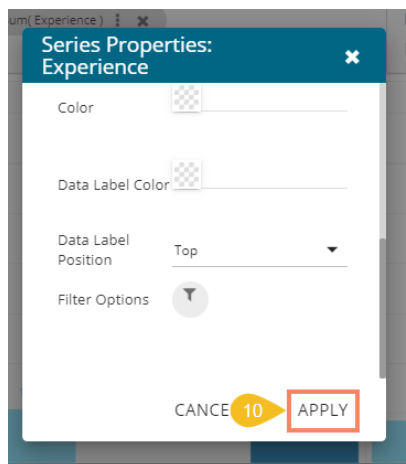 um( Experience )
Series Properties:
Experience
Color
Data Label Color
Data Label
Position
Top
Filter Options
CANCE
10
APPLY